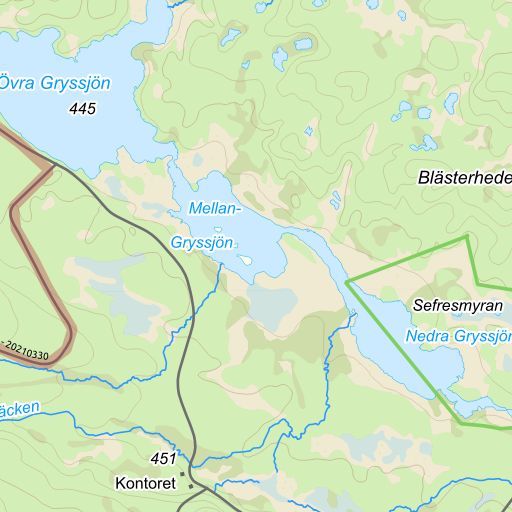 Övra Gryssjön
445
Blästerhede
Mellan-
Gryssjön
Sefresmyran
Nedra Gryssjön
- 20210330
äcken
451
Kontoret